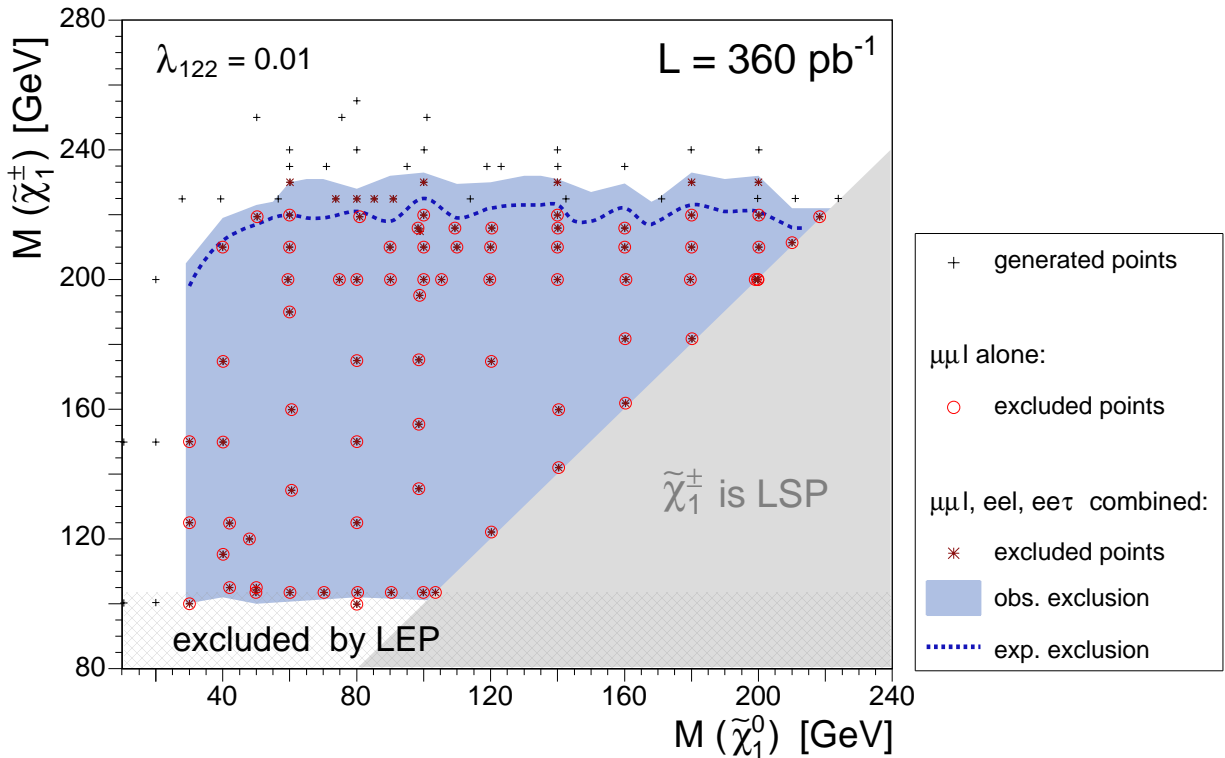 λ122 = 0.01
L = 360 pb-1
M (χ̃1±) [GeV]
280
240
200
160
120
80
χ̃1± is LSP
excluded by LEP
40 80 120 160 200 240
M (χ̃10) [GeV]
generated points
μμl alone:
excluded points
μμl, eel, eeτ combined:
excluded points
obs. exclusion
exp. exclusion